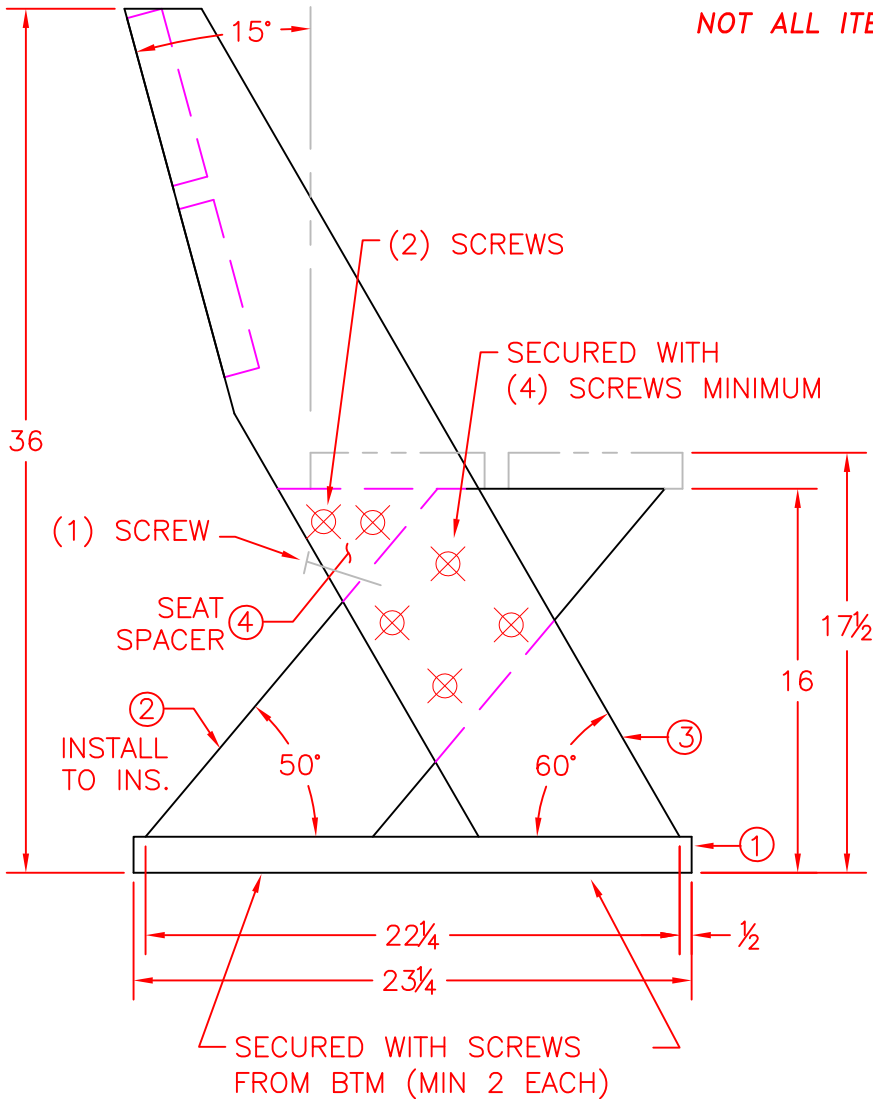 NOT ALL ITE
15°
(2) SCREWS
SECURED WITH
(4) SCREWS MINIMUM
36
(1) SCREW
SEAT
SPACER
4
17½
16
2
INSTALL
TO INS.
50°
60°
3
1
22¼
½
23¼
SECURED WITH SCREWS
FROM BTM (MIN 2 EACH)